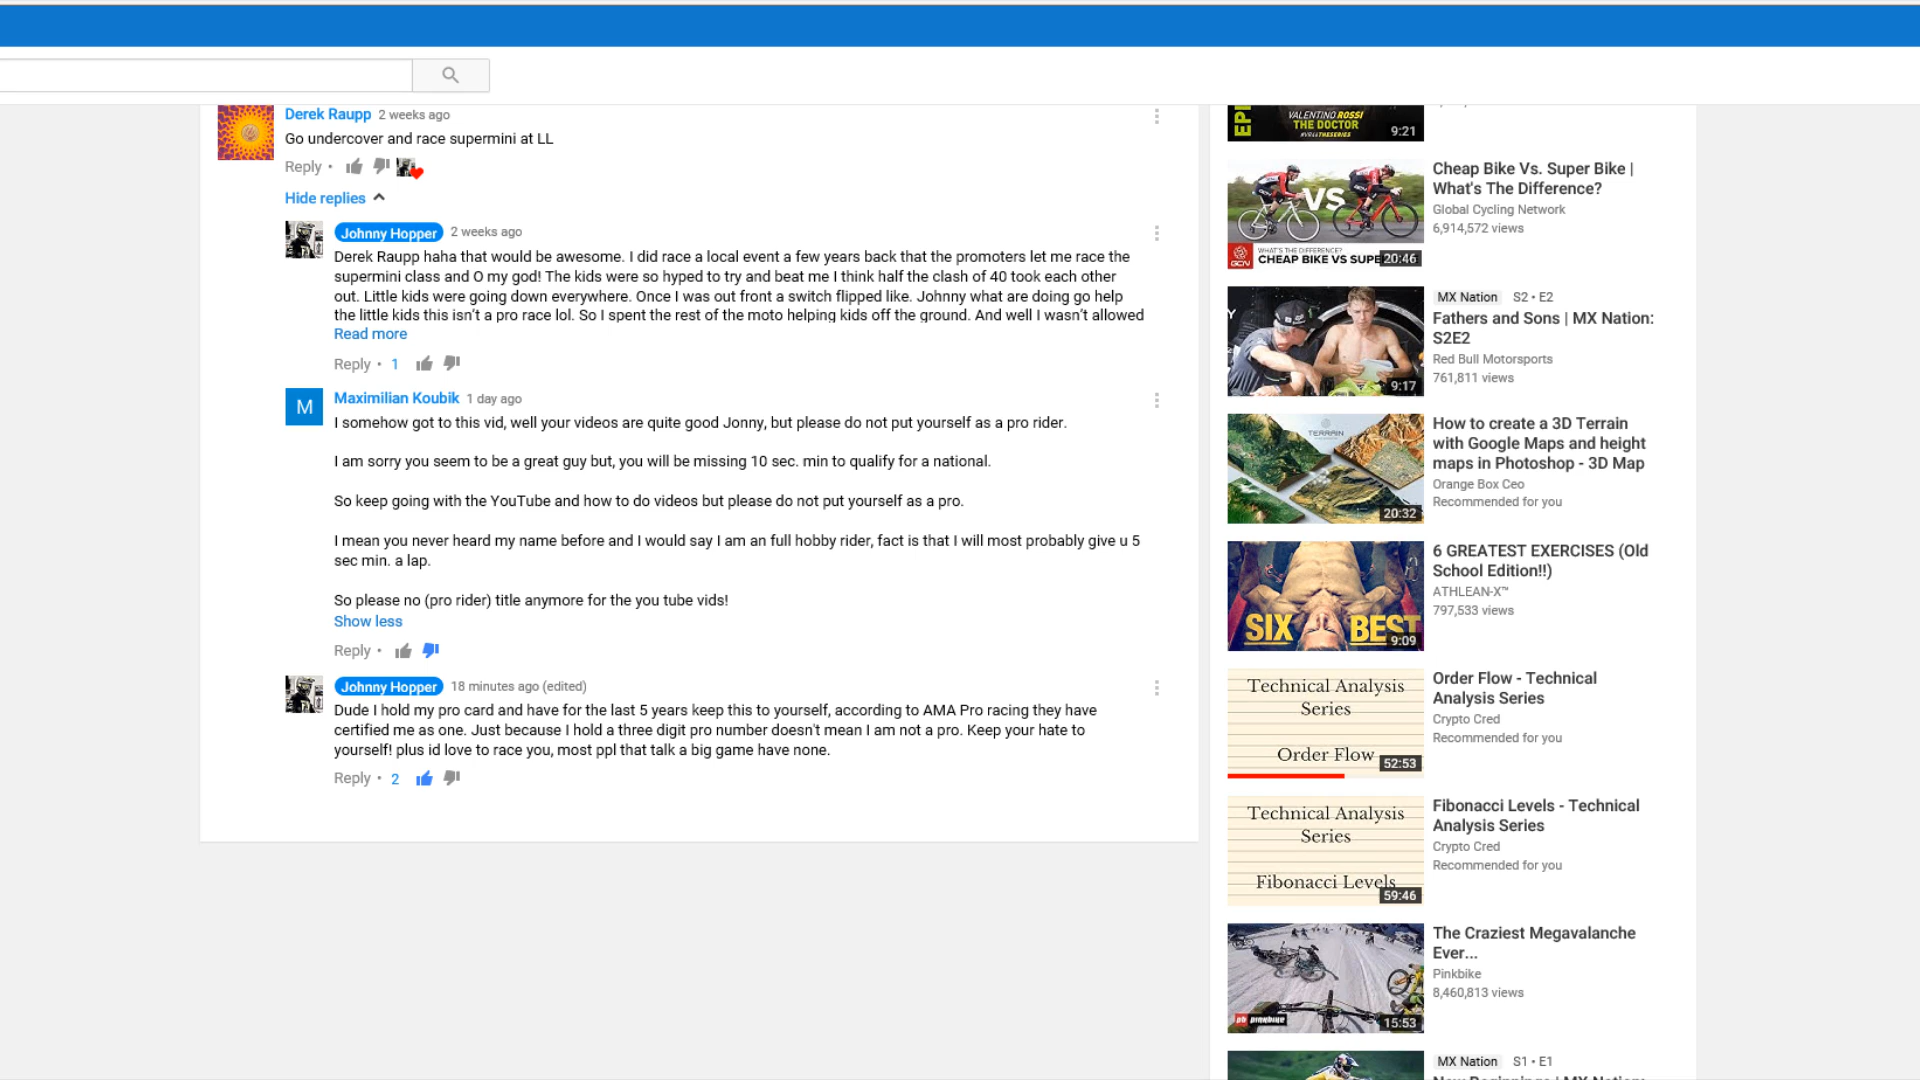 Derek Raupp 2 weeks ago
Go undercover and race supermini at LL
Reply •
Hide replies
Johnny Hopper 2 weeks ago
Derek Raupp haha that would be awesome. I did race a local event a few years back that the promoters let me race the
supermini class and O my god! The kids were so hyped to try and beat me I think half the clash of 40 took each other
out. Little kids were going down everywhere. Once I was out front a switch flipped like. Johnny what are doing go help
the little kids this isn't a pro race lol. So I spent the rest of the moto helping kids off the ground. And well I wasn't allowed
Read more
Reply • 1
M
Maximilian Koubik 1 day ago
I somehow got to this vid, well your videos are quite good Jonny, but please do not put yourself as a pro rider.
I am sorry you seem to be a great guy but, you will be missing 10 sec. min to qualify for a national.
So keep going with the YouTube and how to do videos but please do not put yourself as a pro.
I mean you never heard my name before and I would say I am an full hobby rider, fact is that I will most probably give u 5
sec min. a lap.
So please no (pro rider) title anymore for the you tube vids!
Show less
Reply •
Johnny Hopper 18 minutes ago (edited)
Dude I hold my pro card and have for the last 5 years keep this to yourself, according to AMA Pro racing they have
certified me as one. Just because I hold a three digit pro number doesn't mean I am not a pro. Keep your hate to
yourself! plus id love to race you, most ppl that talk a big game have none.
Reply • 2
VALENTINO ROSSI
THE DOCTOR
9:21
VS
WHAT'S THE DIFFERENCE?
GCN
CHEAP BIKE VS SUPE
20:46
Cheap Bike Vs. Super Bike |
What's The Difference?
Global Cycling Network
6,914,572 views
9:17
MX Nation S2 • E2
Fathers and Sons | MX Nation:
S2E2
Red Bull Motorsports
761,811 views
TERRAIN
20:32
How to create a 3D Terrain
with Google Maps and height
maps in Photoshop - 3D Map
Orange Box Ceo
Recommended for you
SIX BEST
9:09
6 GREATEST EXERCISES (Old
School Edition!!)
ATHLEAN-X™
797,533 views
Technical Analysis
Series
Order Flow
52:53
Order Flow - Technical
Analysis Series
Crypto Cred
Recommended for you
Technical Analysis
Series
Fibonacci Levels
59:46
Fibonacci Levels - Technical
Analysis Series
Crypto Cred
Recommended for you
pb pinkbike
15:53
The Craziest Megavalanche
Ever...
Pinkbike
8,460,813 views
MX Nation S1 • E1